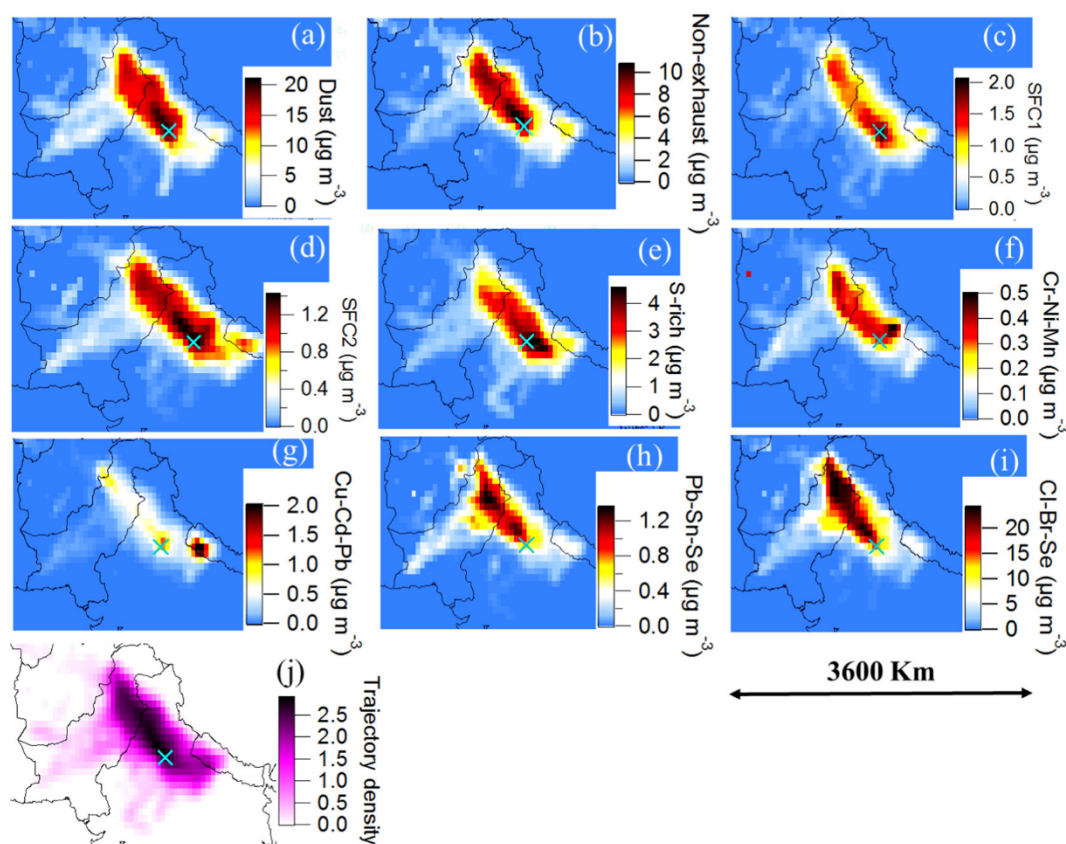 (a)
20
15
10
5
0
Dust (µg m-3)
(b)
10
8
6
4
2
0
Non-exhaust (µg m-3)
(c)
2.0
1.5
1.0
0.5
0.0
SFC1 (µg m-3)
(d)
1.2
0.8
0.4
0.0
SFC2 (µg m-3)
(e)
4
3
2
1
0
S-rich (µg m-3)
(f)
0.5
0.4
0.3
0.2
0.1
0.0
Cr-Ni-Mn (µg m-3)
(g)
2.0
1.5
1.0
0.5
0.0
Cu-Cd-Pb (µg m-3)
(h)
1.2
0.8
0.4
0.0
Pb-Sn-Se (µg m-3)
(i)
20
15
10
5
0
Cl-Br-Se (µg m-3)
3600 Km
(j)
2.5
2.0
1.5
1.0
0.5
0.0
Trajectory density